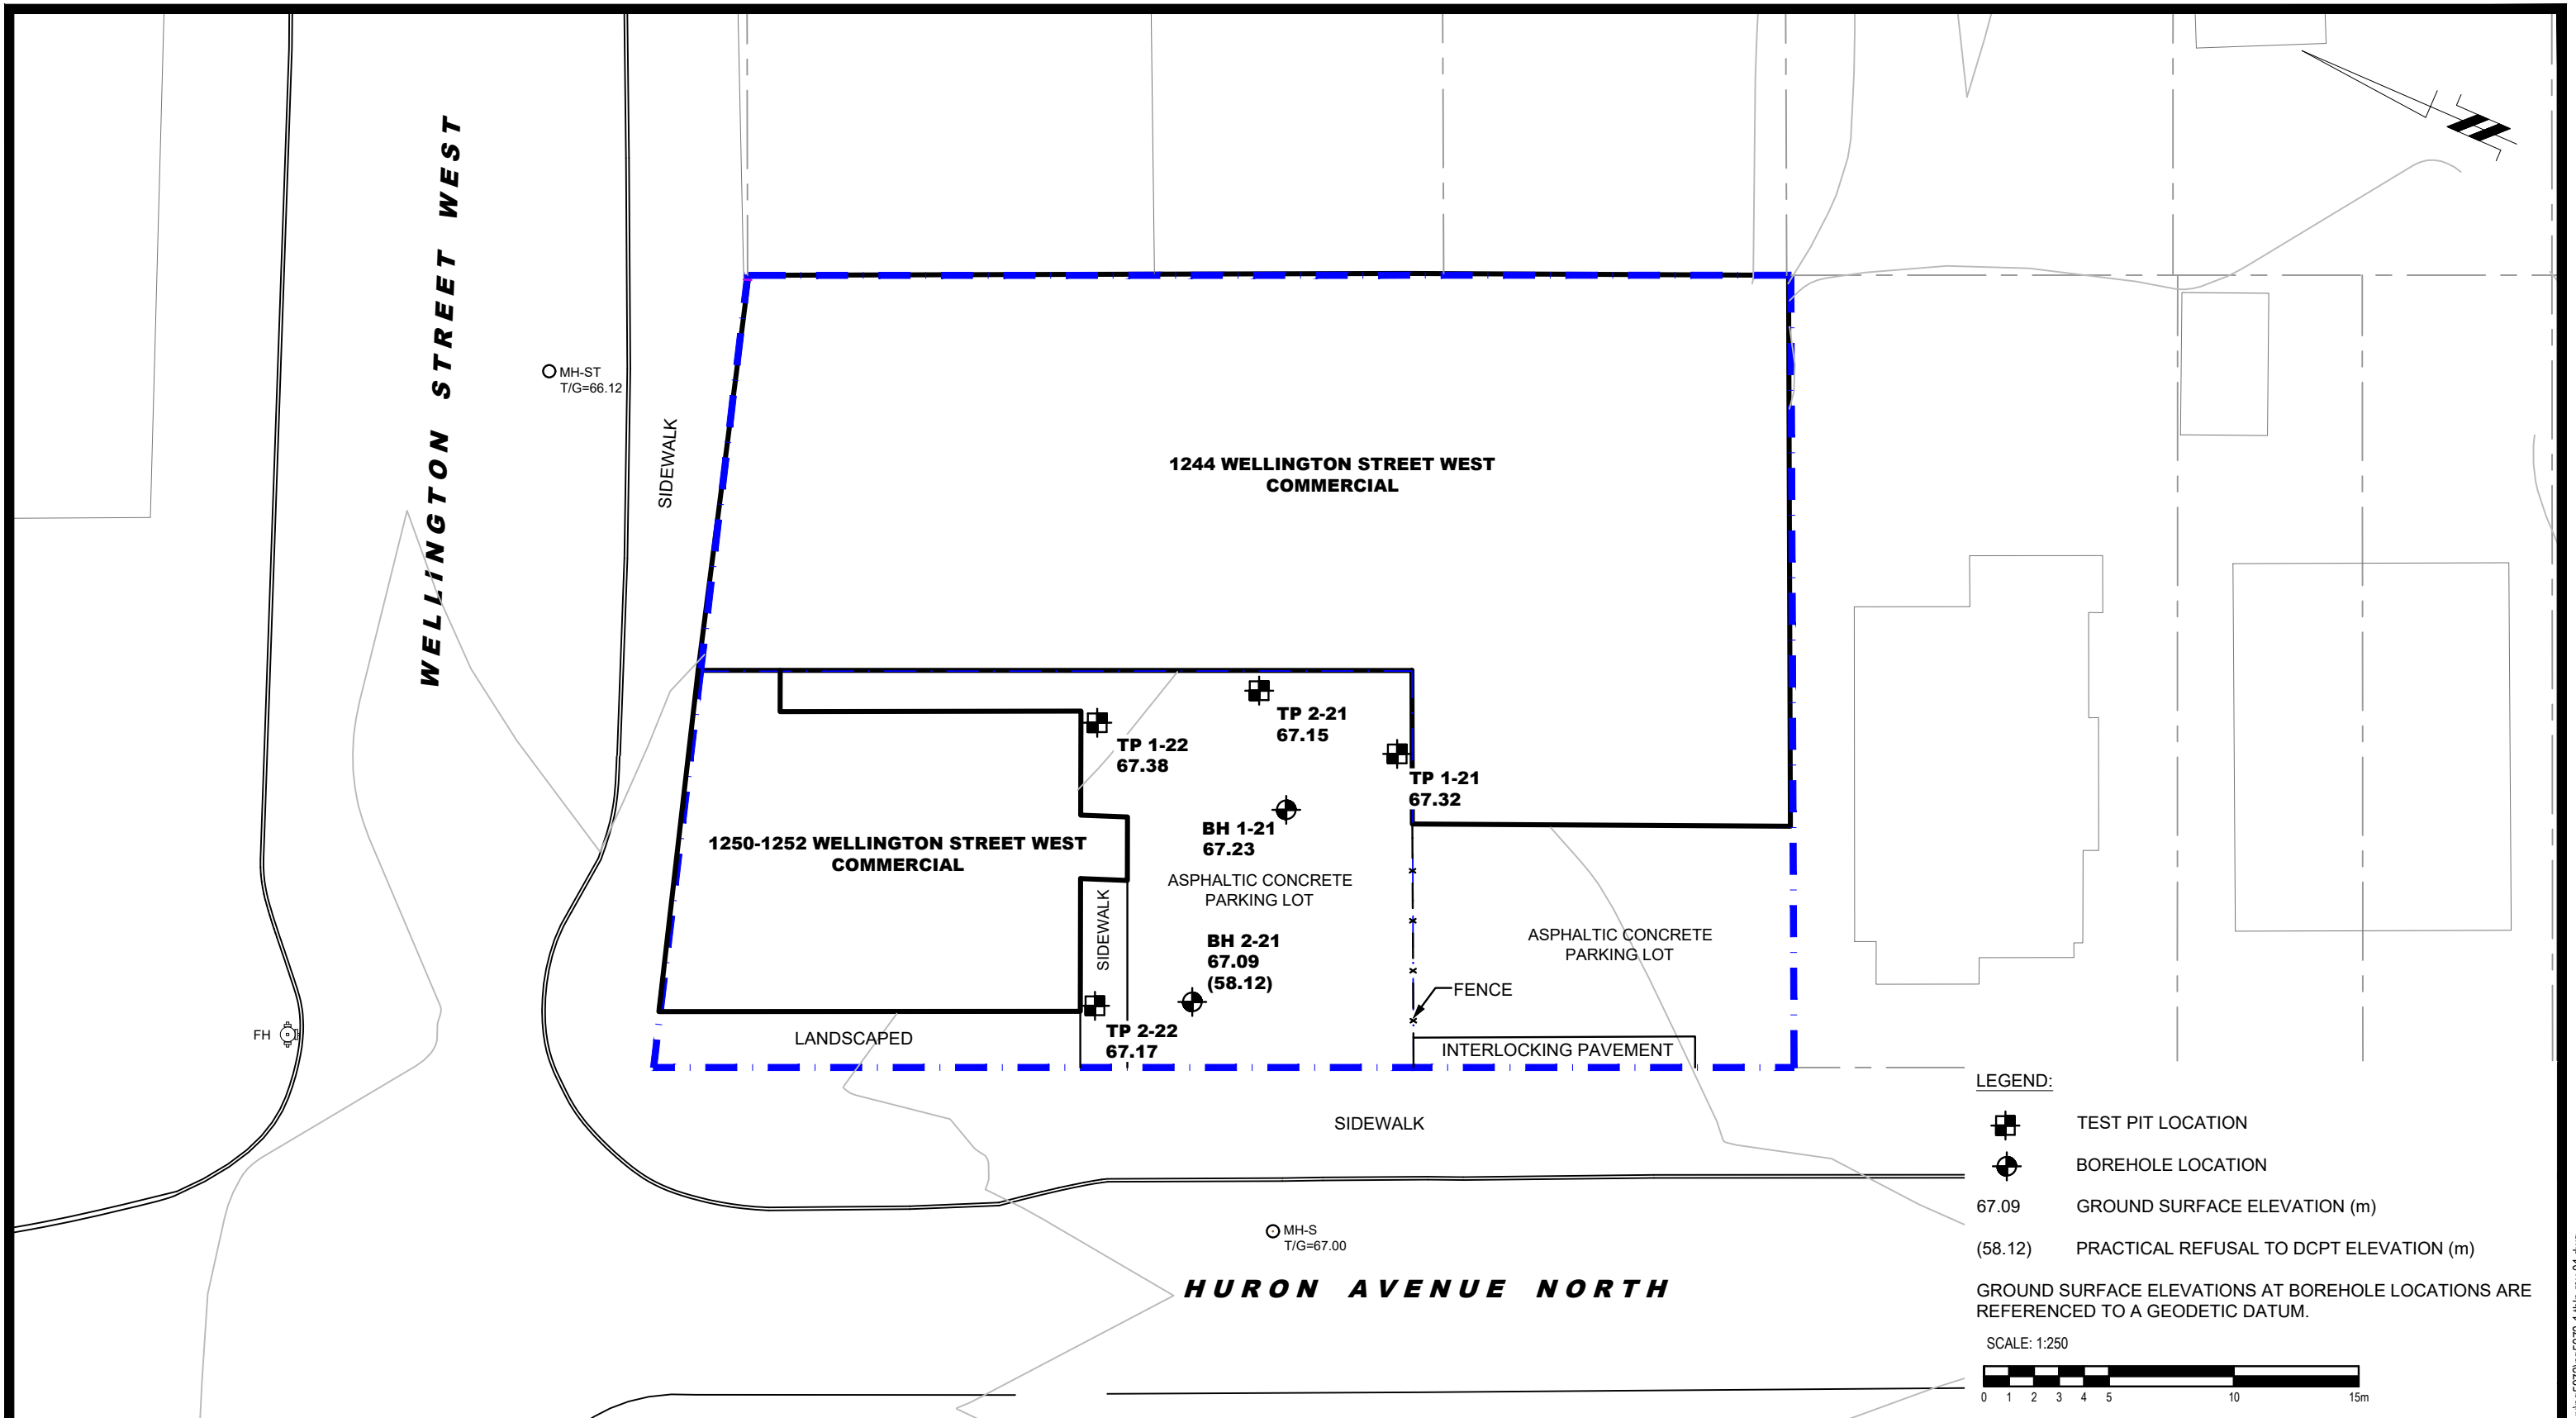 WELLINGTON STREET WEST
MH-ST
T/G=66.12
SIDEWALK
1244 WELLINGTON STREET WEST
COMMERCIAL
TP 2-21
67.15
TP 1-22
67.38
TP 1-21
67.32
BH 1-21
67.23
1250-1252 WELLINGTON STREET WEST
COMMERCIAL
ASPHALTIC CONCRETE
PARKING LOT
SIDEWALK
BH 2-21
67.09
(58.12)
ASPHALTIC CONCRETE
PARKING LOT
FENCE
FH
LANDSCAPED
TP 2-22
67.17
INTERLOCKING PAVEMENT
SIDEWALK
MH-S
T/G=67.00
HURON AVENUE NORTH
LEGEND:
TEST PIT LOCATION
BOREHOLE LOCATION
67.09 GROUND SURFACE ELEVATION (m)
(58.12) PRACTICAL REFUSAL TO DCPT ELEVATION (m)
GROUND SURFACE ELEVATIONS AT BOREHOLE LOCATIONS ARE
REFERENCED TO A GEODETIC DATUM.
SCALE: 1:250
0 1 2 3 4 5 10 15m